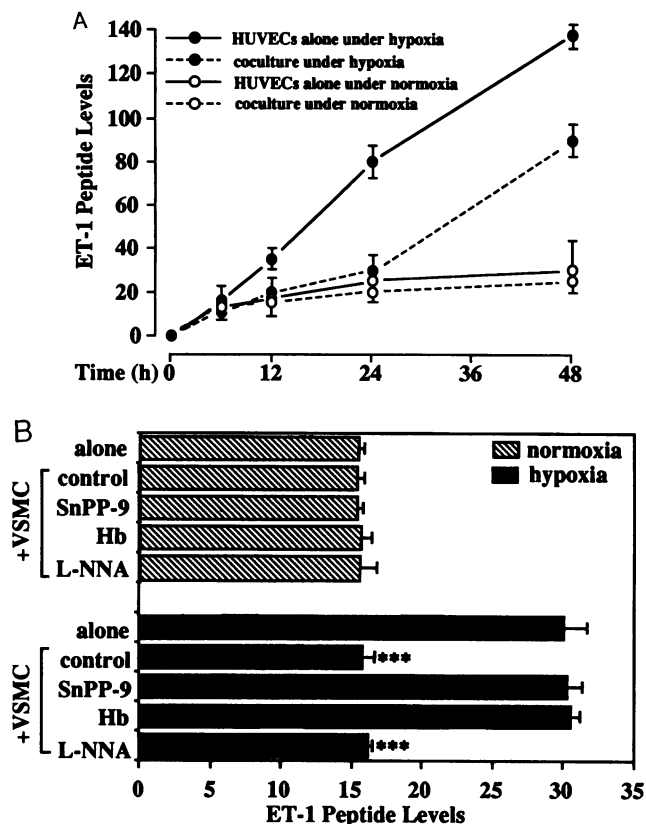 A
140
120
100
80
60
40
20
0
ET-1 Peptide Levels
HUVECs alone under hypoxia
coculture under hypoxia
HUVECs alone under normoxia
coculture under normoxia
Time (h) 0 12 24 36 48
B
normoxia
hypoxia
+VSMC
alone
control
SnPP-9
Hb
L-NNA
+VSMC
alone
control ***
SnPP-9
Hb
L-NNA ***
0 5 10 15 20 25 30 35
ET-1 Peptide Levels